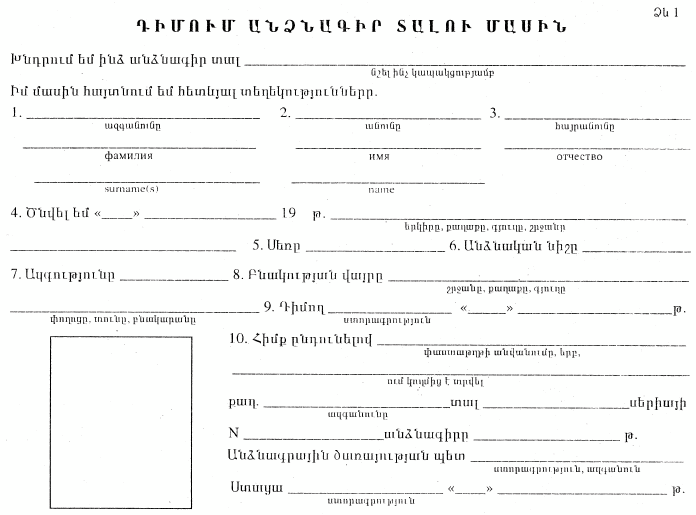 Ձև 1
ԴԻՄՈՒՄ ԱՆՁՆԱԳԻՐ ՏԱԼՈՒ ՄԱՍԻՆ
Խնդրում եմ ինձ անձնագիր տալ
նշել ինչ կապակցությամբ
Իմ մասին հայտնում եմ հետևյալ տեղեկությունները.
1. 2. 3.
ազգանունը անունը հայրանունը
фамилия имя отчество
surname(s) name
4. Ծնվել եմ « » 19 թ.
երկիրը, քաղաքը, գյուղը, շրջանը
5. Սեռը 6. Անձնական նիշը
7. Ազգությունը 8. Բնակության վայրը
շրջանը, քաղաքը, գյուղը
9. Դիմող « » թ.
փողոցը, տունը, բնակարանը ստորագրություն
10. Հիմք ընդունելով
փաստաթղթի անվանումը, երբ,
ում կողմից է տրվել
քաղ. տալ սերիայի
ազգանունը
N անձնագիրը թ.
Անձնագրային ծառայության պետ
ստորագրություն, ազգանուն
Ստացա « » թ.
ստորագրություն